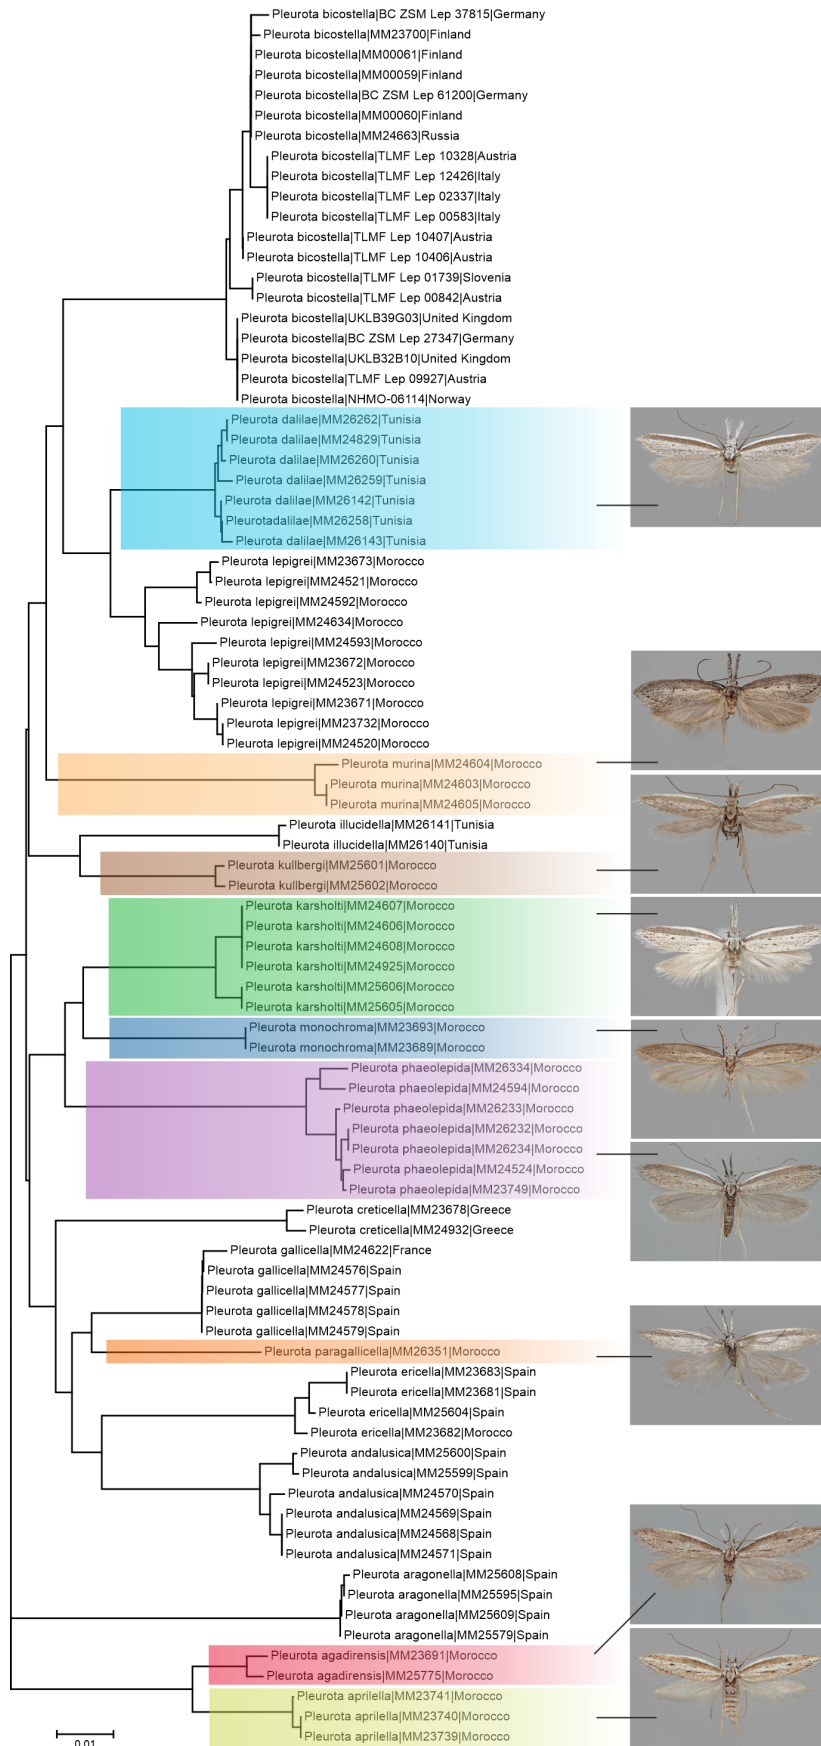 Pleurota bicostella|BC ZSM Lep 37815|Germany
Pleurota bicostella|MM23700|Finland
Pleurota bicostella|MM00061|Finland
Pleurota bicostella|MM00059|Finland
Pleurota bicostella|BC ZSM Lep 61200|Germany
Pleurota bicostella|MM00060|Finland
Pleurota bicostella|MM24663|Russia
Pleurota bicostella|TLMF Lep 10328|Austria
Pleurota bicostella|TLMF Lep 12426|Italy
Pleurota bicostella|TLMF Lep 02337|Italy
Pleurota bicostella|TLMF Lep 00583|Italy
Pleurota bicostella|TLMF Lep 10407|Austria
Pleurota bicostella|TLMF Lep 10406|Austria
Pleurota bicostella|TLMF Lep 01739|Slovenia
Pleurota bicostella|TLMF Lep 00842|Austria
Pleurota bicostella|UKLB39G03|United Kingdom
Pleurota bicostella|BC ZSM Lep 27347|Germany
Pleurota bicostella|UKLB32B10|United Kingdom
Pleurota bicostella|TLMF Lep 09927|Austria
Pleurota bicostella|NHMO-06114|Norway
Pleurota dalilae|MM26262|Tunisia
Pleurota dalilae|MM24829|Tunisia
Pleurota dalilae|MM26260|Tunisia
Pleurota dalilae|MM26259|Tunisia
Pleurota dalilae|MM26142|Tunisia
Pleurotadalilae|MM26258|Tunisia
Pleurota dalilae|MM26143|Tunisia
Pleurota lepigrei|MM23673|Morocco
Pleurota lepigrei|MM24521|Morocco
Pleurota lepigrei|MM24592|Morocco
Pleurota lepigrei|MM24634|Morocco
Pleurota lepigrei|MM24593|Morocco
Pleurota lepigrei|MM23672|Morocco
Pleurota lepigrei|MM24523|Morocco
Pleurota lepigrei|MM23671|Morocco
Pleurota lepigrei|MM23732|Morocco
Pleurota lepigrei|MM24520|Morocco
Pleurota murina|MM24604|Morocco
Pleurota murina|MM24603|Morocco
Pleurota murina|MM24605|Morocco
Pleurota illucidella|MM26141|Tunisia
Pleurota illucidella|MM26140|Tunisia
Pleurota kullbergi|MM25601|Morocco
Pleurota kullbergi|MM25602|Morocco
Pleurota karsholti|MM24607|Morocco
Pleurota karsholti|MM24606|Morocco
Pleurota karsholti|MM24608|Morocco
Pleurota karsholti|MM24925|Morocco
Pleurota karsholti|MM25606|Morocco
Pleurota karsholti|MM25605|Morocco
Pleurota monochroma|MM23693|Morocco
Pleurota monochroma|MM23689|Morocco
Pleurota phaeolepida|MM26334|Morocco
Pleurota phaeolepida|MM24594|Morocco
Pleurota phaeolepida|MM26233|Morocco
Pleurota phaeolepida|MM26232|Morocco
Pleurota phaeolepida|MM26234|Morocco
Pleurota phaeolepida|MM24524|Morocco
Pleurota phaeolepida|MM23749|Morocco
Pleurota creticella|MM23678|Greece
Pleurota creticella|MM24932|Greece
Pleurota gallicella|MM24622|France
Pleurota gallicella|MM24576|Spain
Pleurota gallicella|MM24577|Spain
Pleurota gallicella|MM24578|Spain
Pleurota gallicella|MM24579|Spain
Pleurota paragallicella|MM26351|Morocco
Pleurota ericella|MM23683|Spain
Pleurota ericella|MM23681|Spain
Pleurota ericella|MM25604|Spain
Pleurota ericella|MM23682|Morocco
Pleurota andalusica|MM25600|Spain
Pleurota andalusica|MM25599|Spain
Pleurota andalusica|MM24570|Spain
Pleurota andalusica|MM24569|Spain
Pleurota andalusica|MM24568|Spain
Pleurota andalusica|MM24571|Spain
Pleurota aragonella|MM25608|Spain
Pleurota aragonella|MM25595|Spain
Pleurota aragonella|MM25609|Spain
Pleurota aragonella|MM25579|Spain
Pleurota agadirensis|MM23691|Morocco
Pleurota agadirensis|MM25775|Morocco
Pleurota aprilella|MM23741|Morocco
Pleurota aprilella|MM23740|Morocco
Pleurota aprilella|MM23739|Morocco
0.01